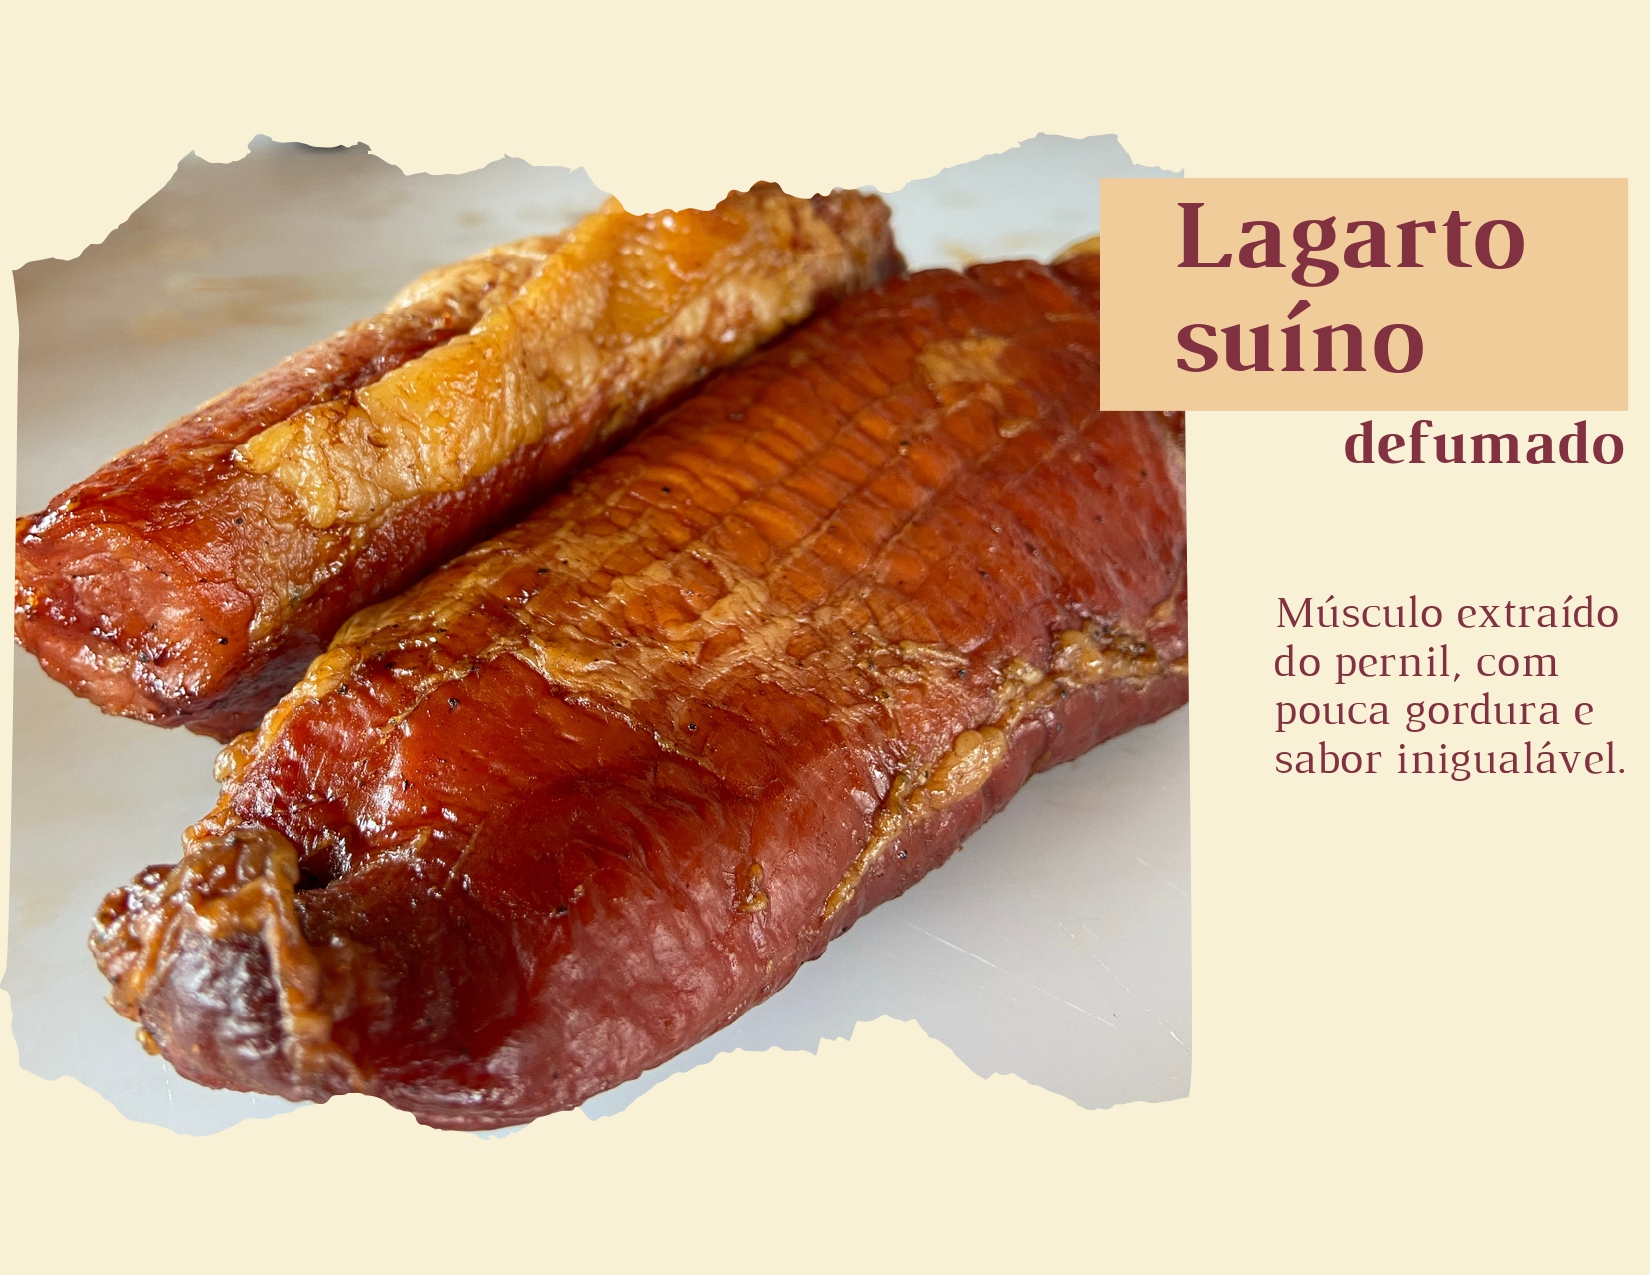 Lagarto
suíno
defumado
Músculo extraído
do pernil, com
pouca gordura e
sabor inigualável.